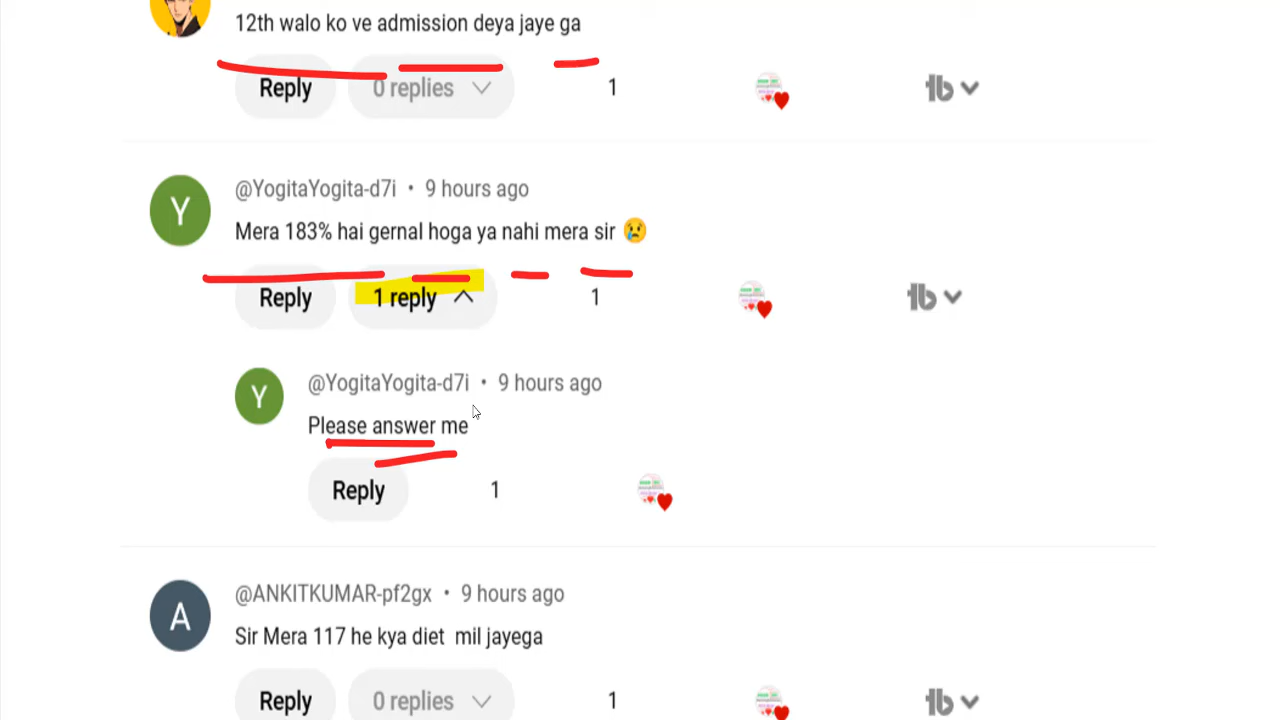 12th walo ko ve admission deya jaye ga
Reply 0 replies 1
@YogitaYogita-d7i • 9 hours ago
Y
Mera 183% hai gernal hoga ya nahi mera sir 😢
Reply 1 reply 1
@YogitaYogita-d7i • 9 hours ago
Y
Please answer me
Reply 1
@ANKITKUMAR-pf2gx • 9 hours ago
A
Sir Mera 117 he kya diet mil jayega
Reply 0 replies 1